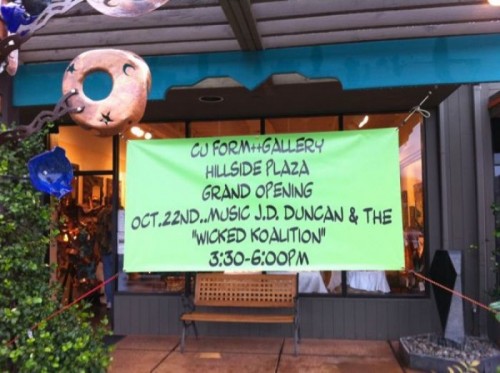 CU FORM++GALLERY
HILLSIDE PLAZA
GRAND OPENING
OCT.22ND..MUSIC J.D. DUNCAN & THE
"WICKED KOALITION"
3:30-6:00PM